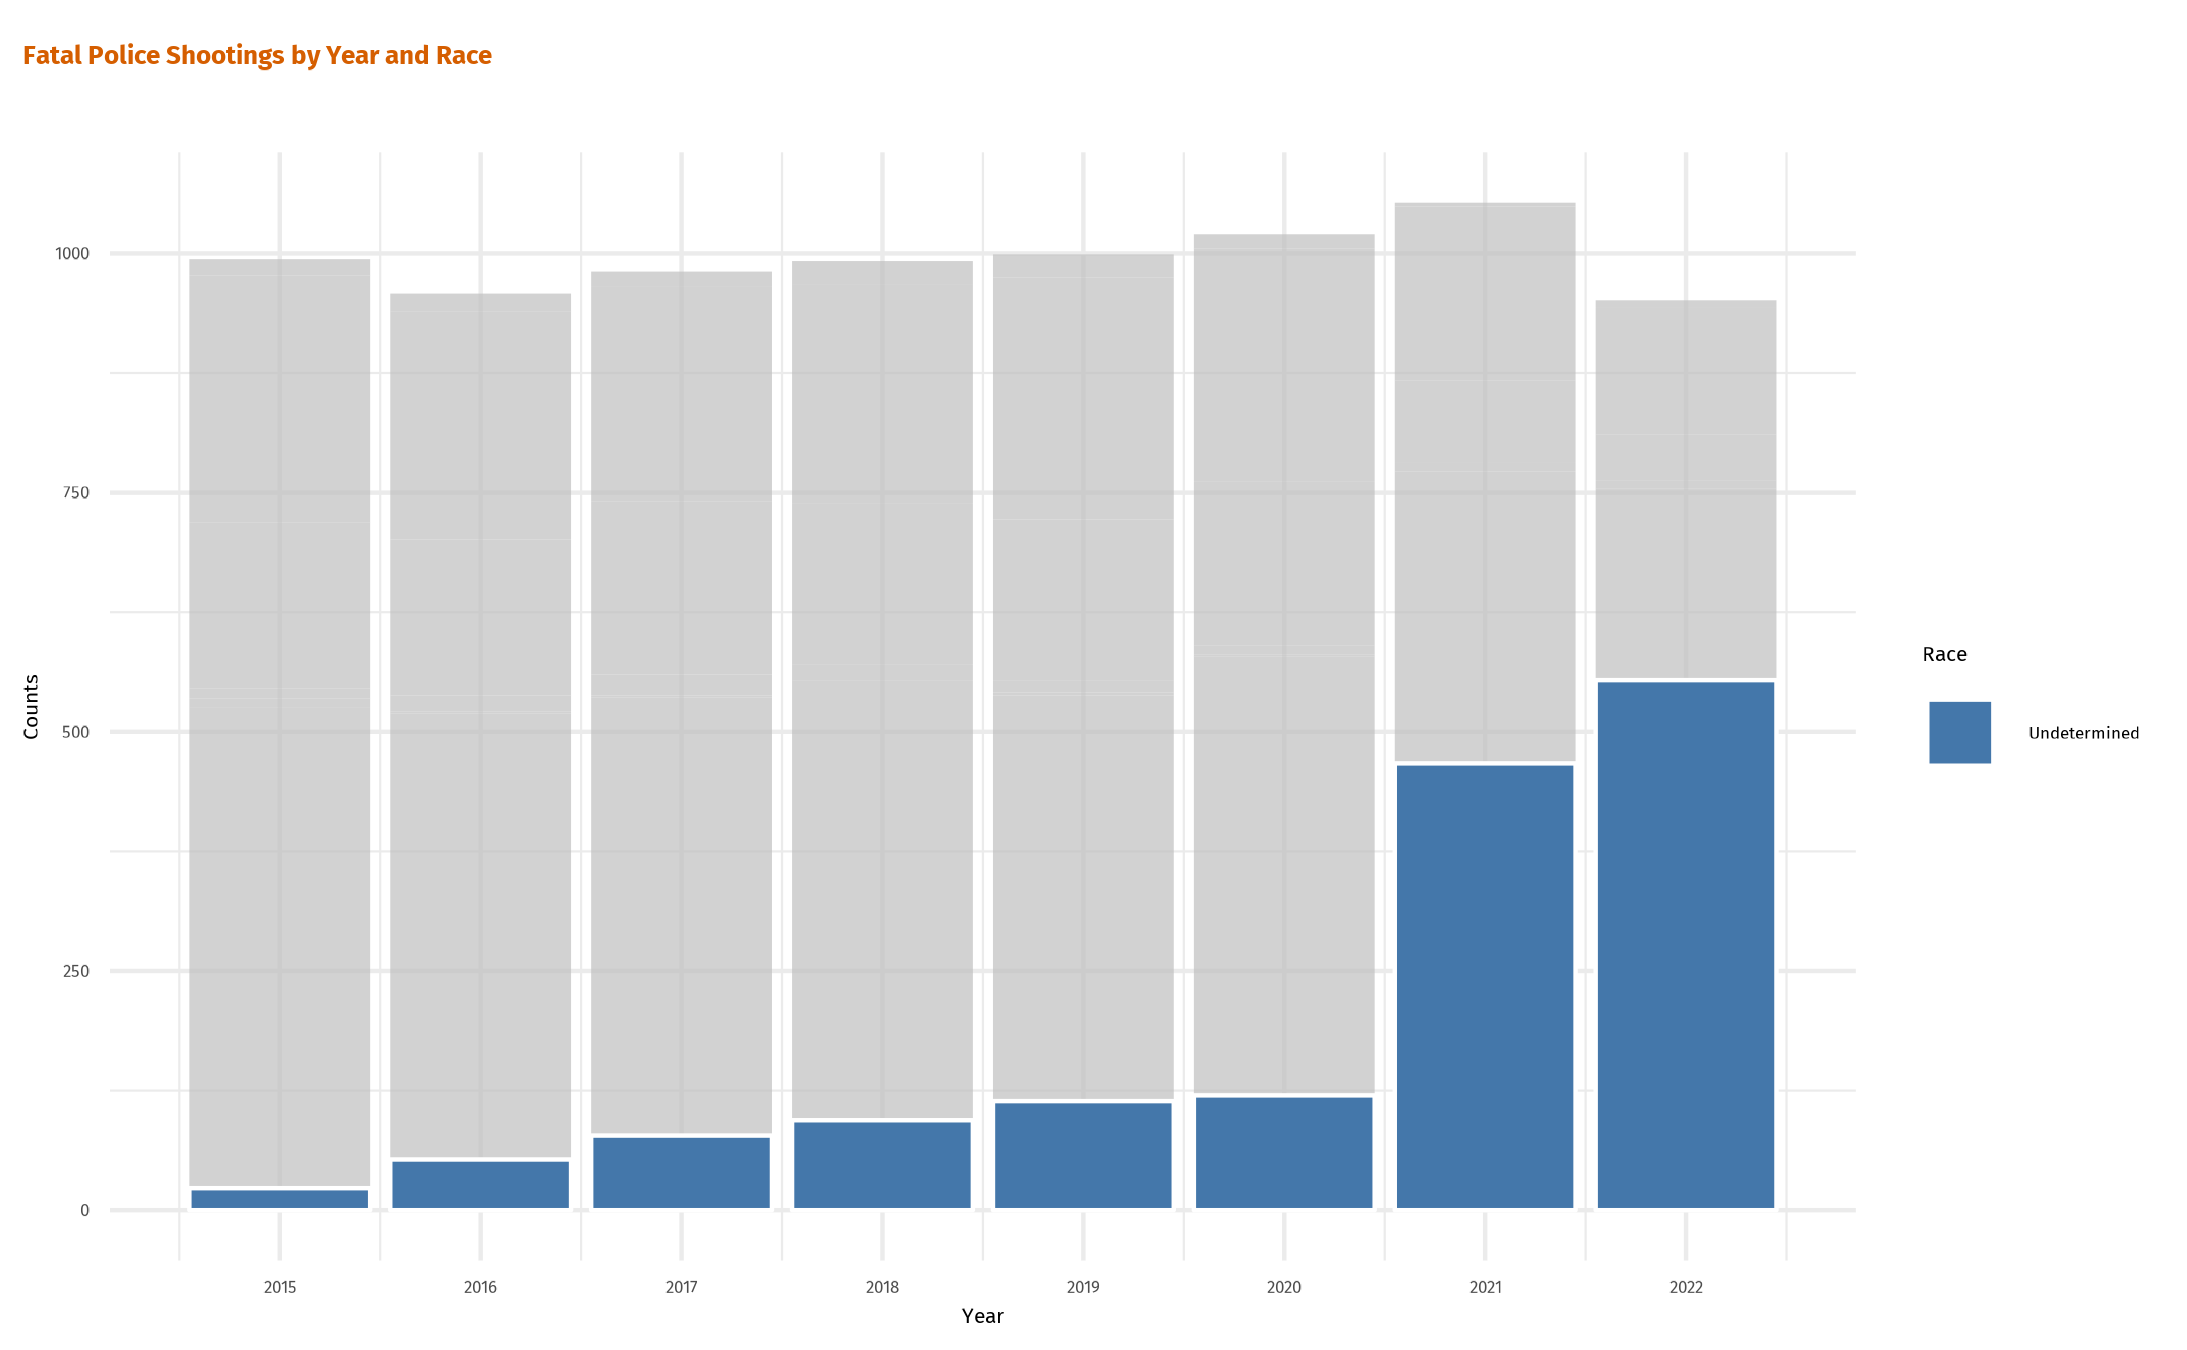 Fatal Police Shootings by Year and Race
1000
750
500
250
0
Counts
2015 2016 2017 2018 2019 2020 2021 2022
Year
Race
Undetermined